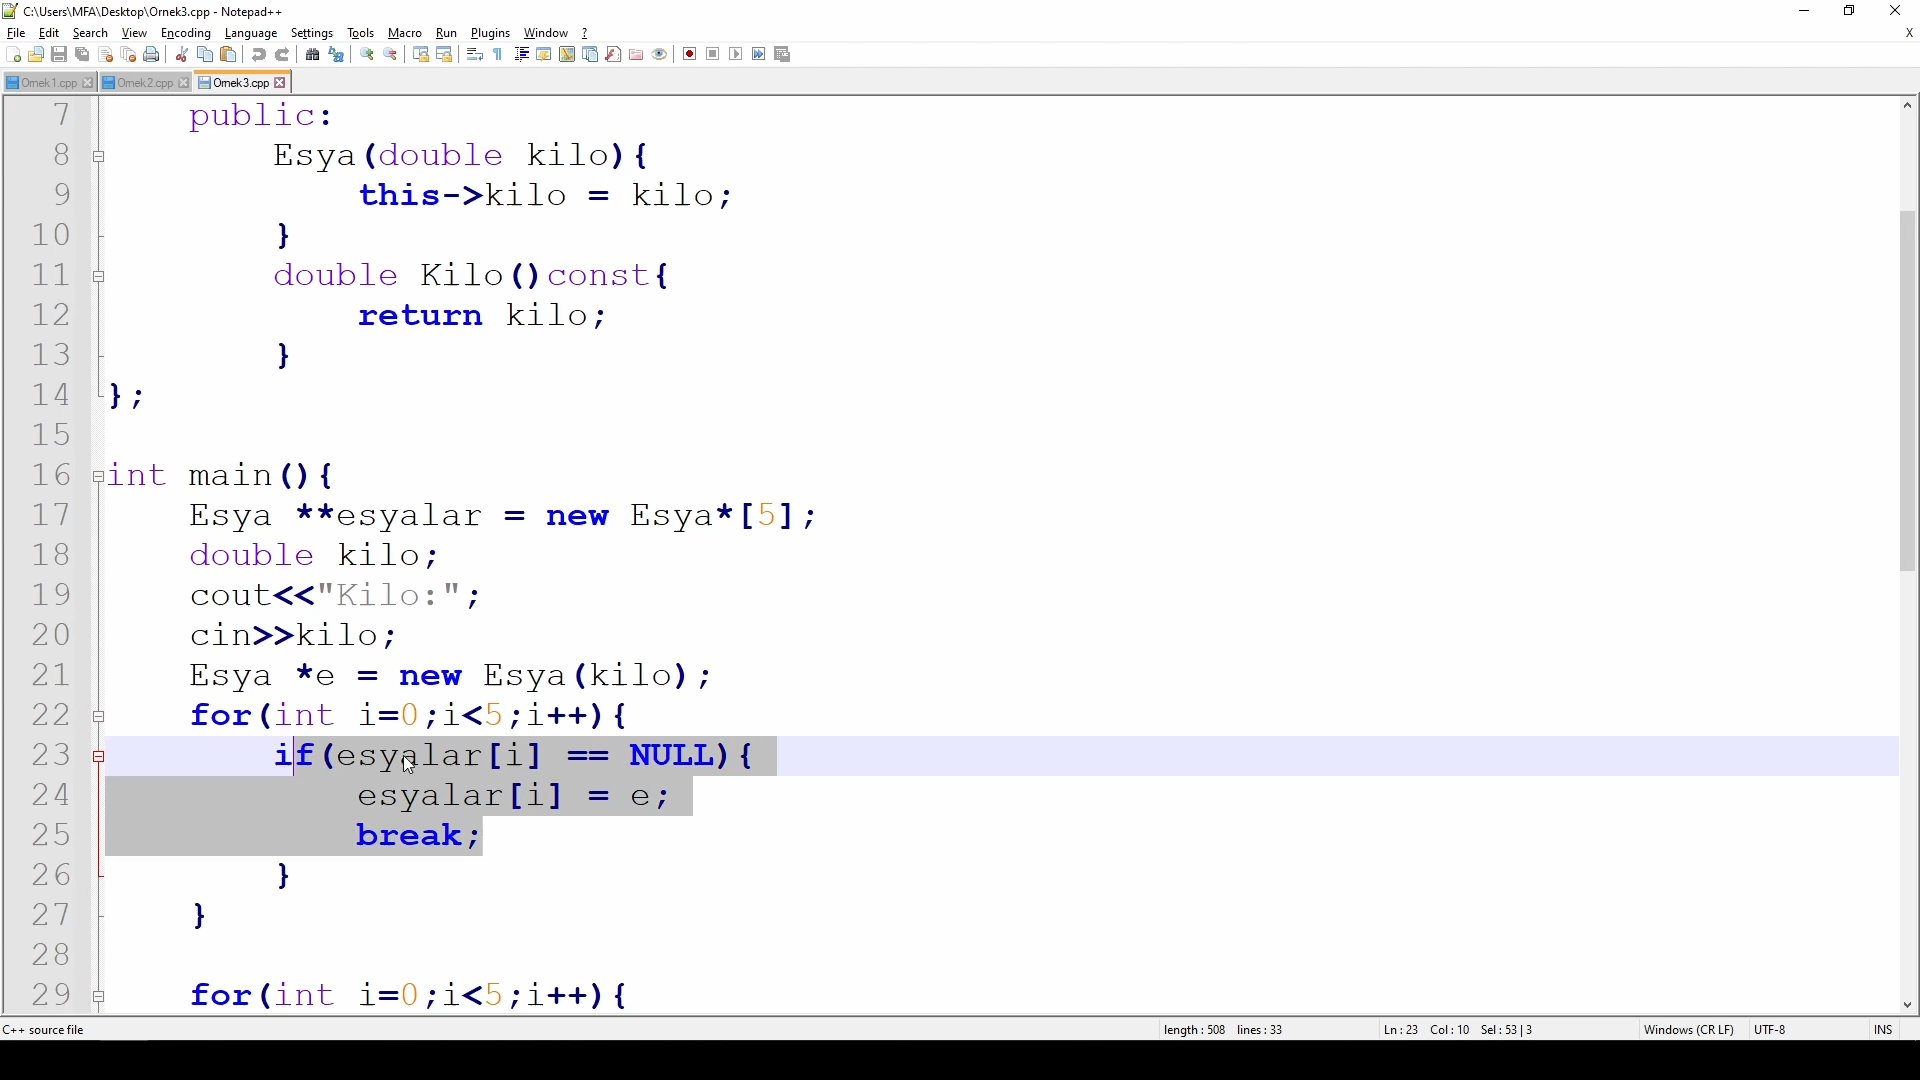 C:\Users\MFA\Desktop\Ornek3.cpp - Notepad++
File Edit Search View Encoding Language Settings Tools Macro Run Plugins Window ? X
Ornek1.cpp Ornek2.cpp Ornek3.cpp
7 public:
8 Esya(double kilo){
9 this->kilo = kilo;
10 }
11 double Kilo()const{
12 return kilo;
13 }
14 };
15
16 int main(){
17 Esya **esyalar = new Esya*[5];
18 double kilo;
19 cout<<"Kilo:";
20 cin>>kilo;
21 Esya *e = new Esya(kilo);
22 for(int i=0;i<5;i++){
23 if(esyalar[i] == NULL){
24 esyalar[i] = e;
25 break;
26 }
27 }
28
29 for(int i=0;i<5;i++){
C++ source file length : 508 lines : 33 Ln : 23 Col : 10 Sel : 53 | 3 Windows (CR LF) UTF-8 INS